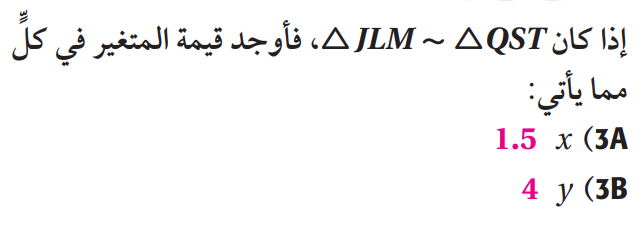 إذا كان △JLM ~ △QST، فأوجد قيمة المتغير في كلٍّ
مما يأتي:
3A) x 1.5
3B) y 4